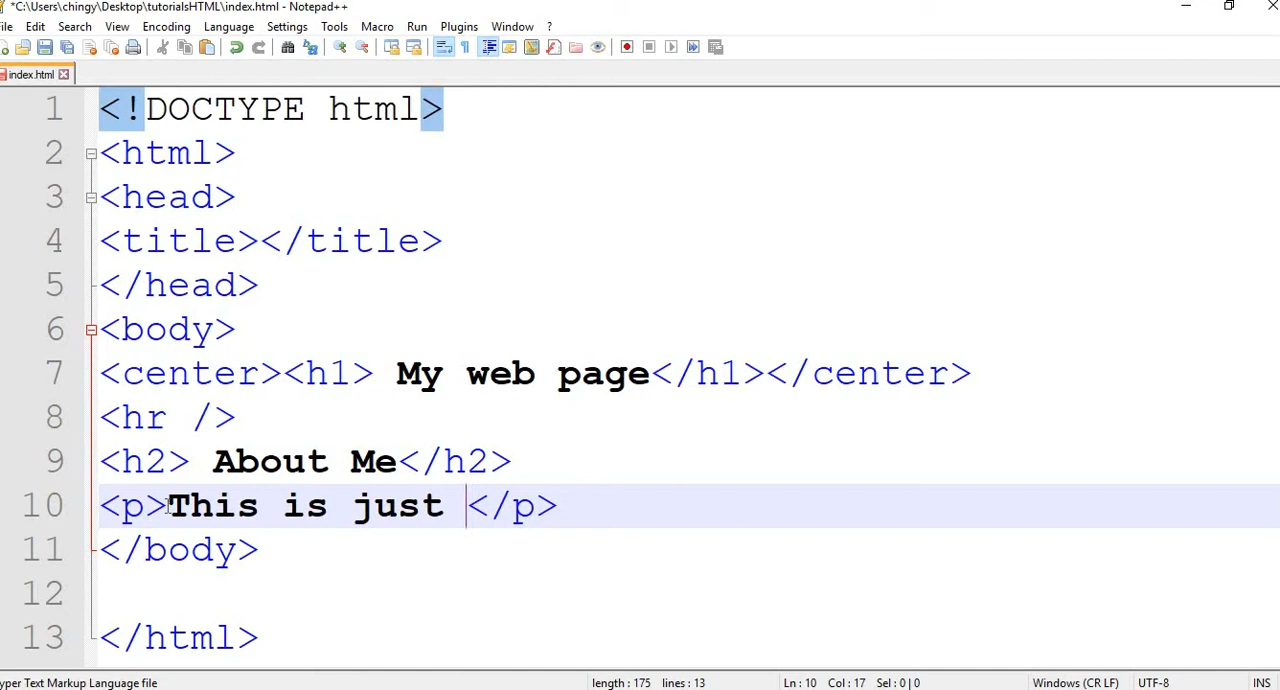 *C:\Users\chingy\Desktop\tutorialsHTML\index.html - Notepad++
File Edit Search View Encoding Language Settings Tools Macro Run Plugins Window ?
index.html
1 <!DOCTYPE html>
2 <html>
3 <head>
4 <title></title>
5 </head>
6 <body>
7 <center><h1> My web page</h1></center>
8 <hr />
9 <h2> About Me</h2>
10 <p>This is just </p>
11 </body>
12
13 </html>
yper Text Markup Language file length : 175 lines : 13 Ln : 10 Col : 17 Sel : 0 | 0 Windows (CR LF) UTF-8 INS